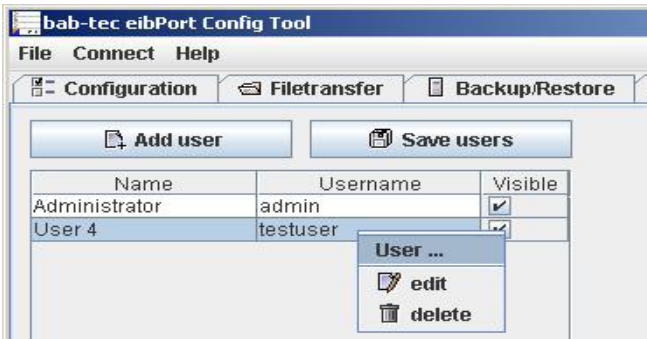 bab-tec eibPort Config Tool
File Connect Help
Configuration Filetransfer Backup/Restore
Add user Save users
Name Username Visible
Administrator admin
User 4 testuser
User ...
edit
delete